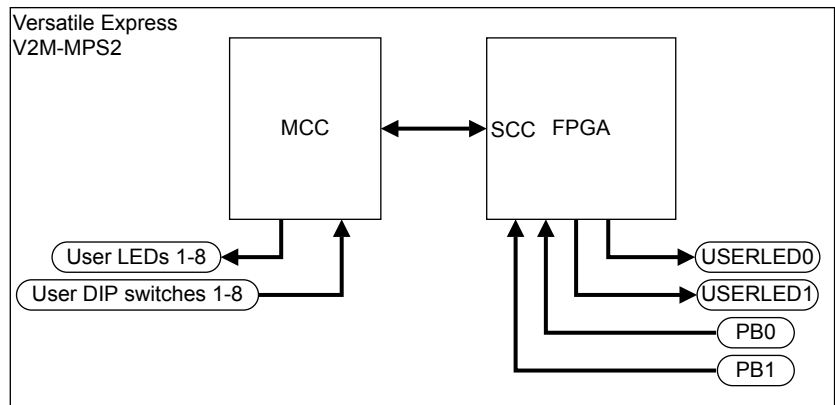 Versatile Express
V2M-MPS2
MCC
SCC FPGA
User LEDs 1-8
User DIP switches 1-8
USERLED0
USERLED1
PB0
PB1